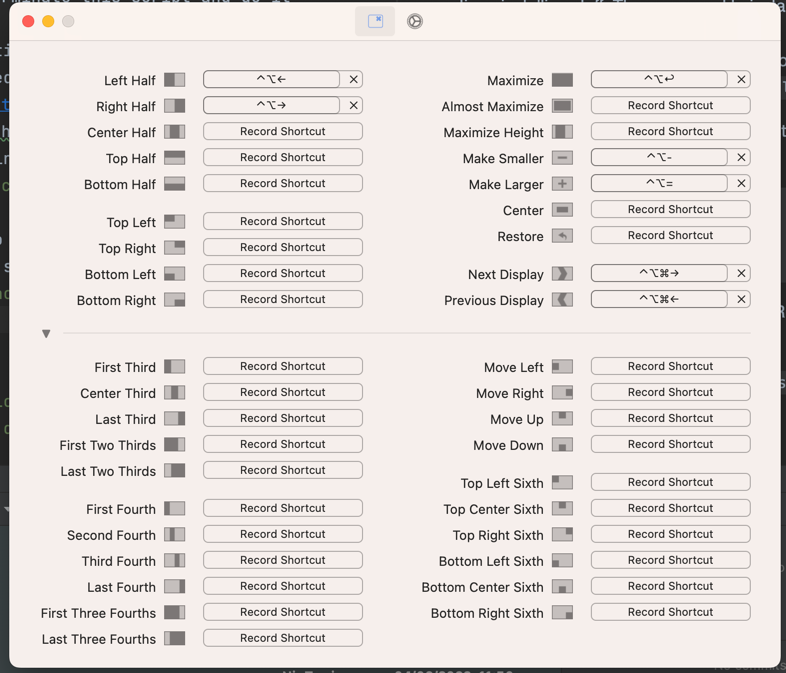 Left Half ^⌥← ×
Right Half ^⌥→ ×
Center Half Record Shortcut
Top Half Record Shortcut
Bottom Half Record Shortcut
Top Left Record Shortcut
Top Right Record Shortcut
Bottom Left Record Shortcut
Bottom Right Record Shortcut
Maximize ^⌥↩ ×
Almost Maximize Record Shortcut
Maximize Height Record Shortcut
Make Smaller ^⌥- ×
Make Larger ^⌥= ×
Center Record Shortcut
Restore Record Shortcut
Next Display ^⌥⌘→ ×
Previous Display ^⌥⌘← ×
First Third Record Shortcut
Center Third Record Shortcut
Last Third Record Shortcut
First Two Thirds Record Shortcut
Last Two Thirds Record Shortcut
First Fourth Record Shortcut
Second Fourth Record Shortcut
Third Fourth Record Shortcut
Last Fourth Record Shortcut
First Three Fourths Record Shortcut
Last Three Fourths Record Shortcut
Move Left Record Shortcut
Move Right Record Shortcut
Move Up Record Shortcut
Move Down Record Shortcut
Top Left Sixth Record Shortcut
Top Center Sixth Record Shortcut
Top Right Sixth Record Shortcut
Bottom Left Sixth Record Shortcut
Bottom Center Sixth Record Shortcut
Bottom Right Sixth Record Shortcut